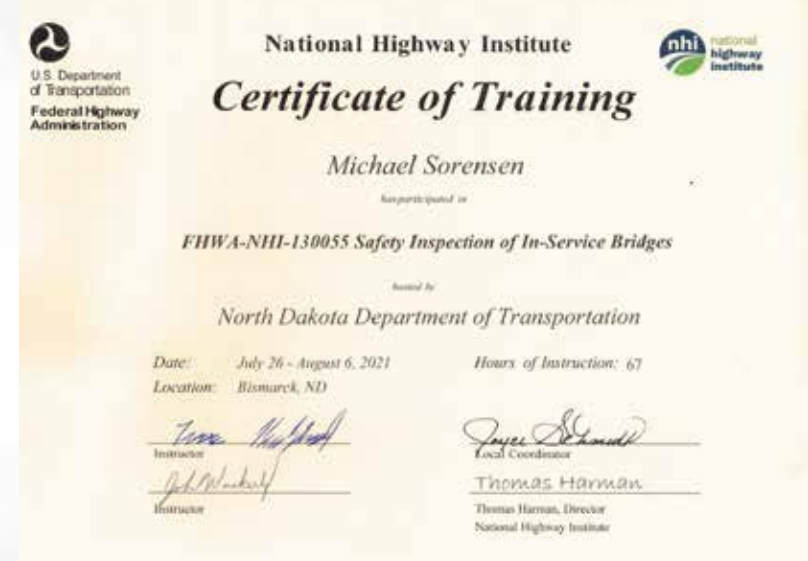 U.S. Department
of Transportation
Federal Highway
Administration
National Highway Institute
nhi
national
highway
institute
Certificate of Training
Michael Sorensen
has participated in
FHWA-NHI-130055 Safety Inspection of In-Service Bridges
hosted by
North Dakota Department of Transportation
Date: July 26 - August 6, 2021
Hours of Instruction: 67
Location: Bismarck, ND
Instructor
Joyce Schmidt
Local Coordinator
Instructor
Thomas Harman
Thomas Harman, Director
National Highway Institute